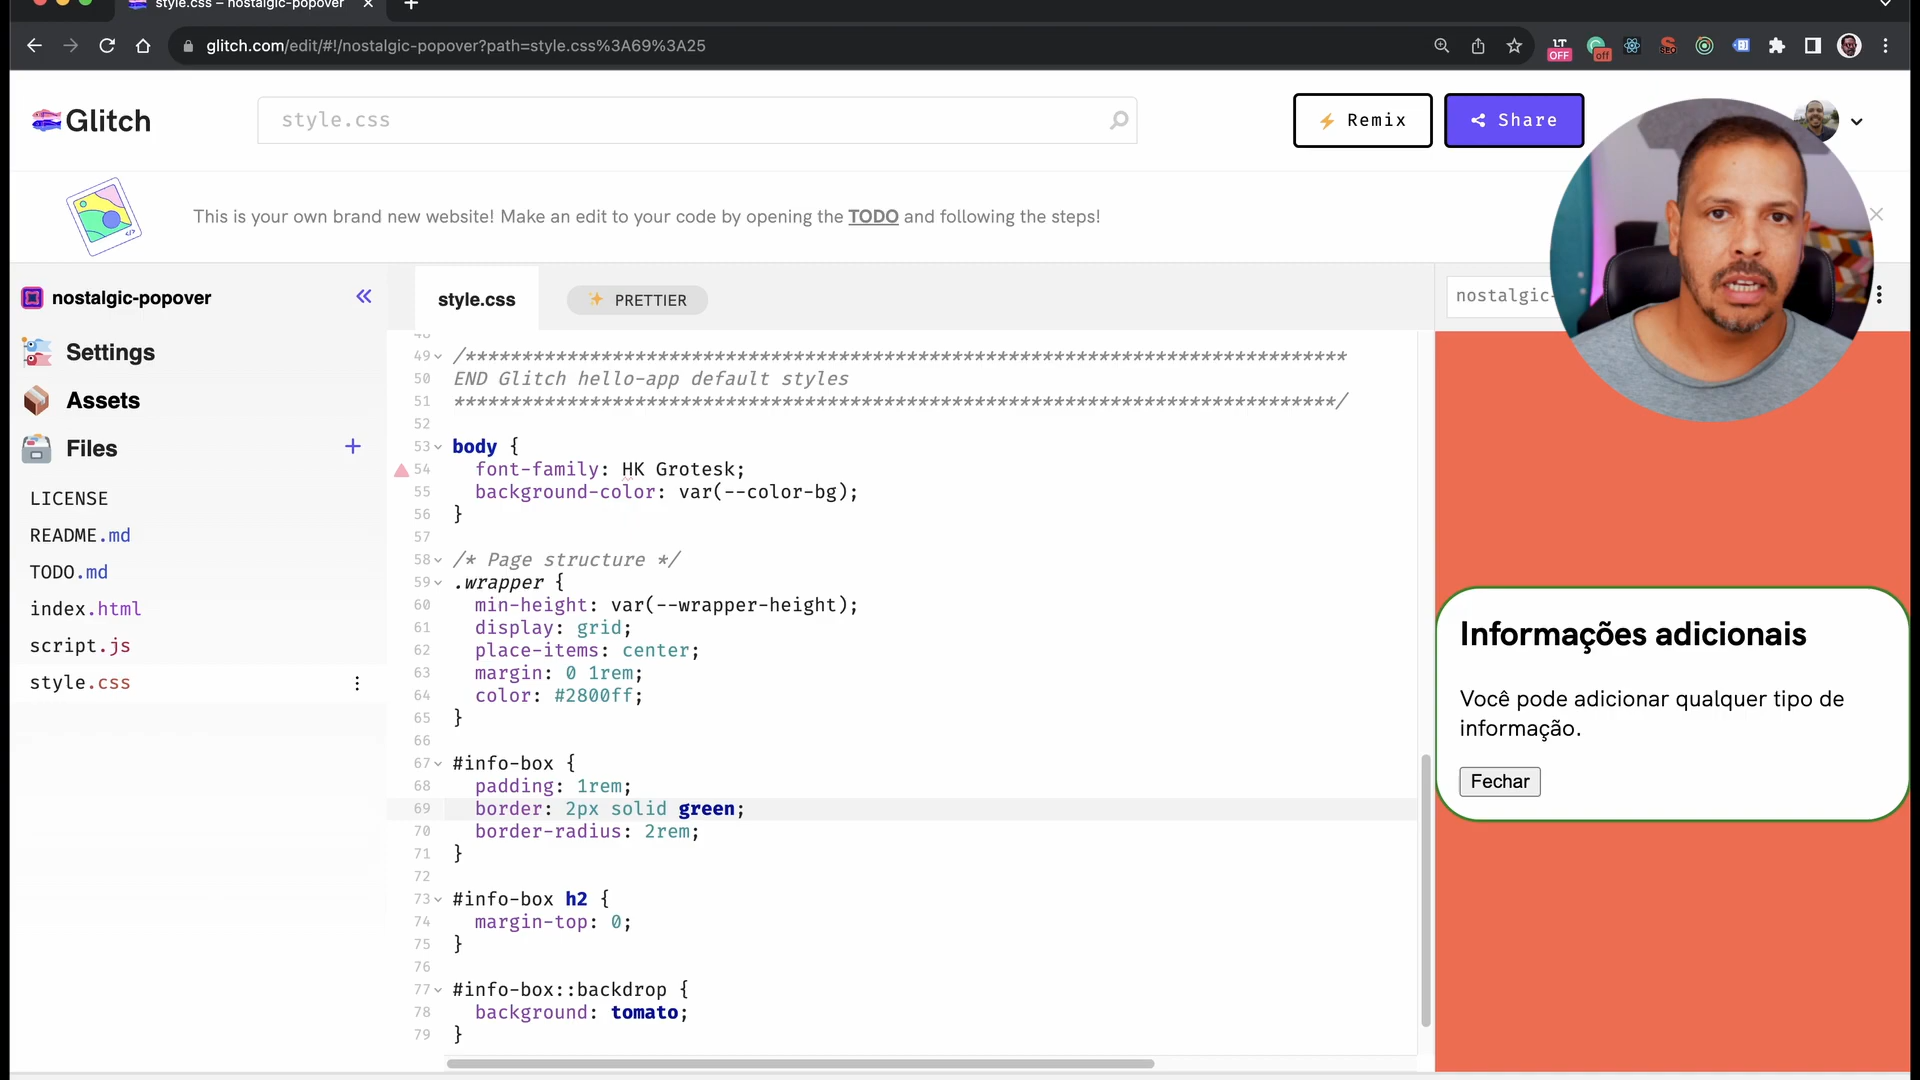 style.css – nostalgic-popover
glitch.com/edit/#!/nostalgic-popover?path=style.css%3A69%3A25
LT OFF
off
SEO
Glitch
style.css
Remix
Share
This is your own brand new website! Make an edit to your code by opening the TODO and following the steps!
nostalgic-popover
Settings
Assets
Files
LICENSE
README.md
TODO.md
index.html
script.js
style.css
style.css
PRETTIER
48
49 /******************************************************************************
50 END Glitch hello-app default styles
51 ******************************************************************************/
52
53 body {
54 font-family: HK Grotesk;
55 background-color: var(--color-bg);
56 }
57
58 /* Page structure */
59 .wrapper {
60 min-height: var(--wrapper-height);
61 display: grid;
62 place-items: center;
63 margin: 0 1rem;
64 color: #2800ff;
65 }
66
67 #info-box {
68 padding: 1rem;
69 border: 2px solid green;
70 border-radius: 2rem;
71 }
72
73 #info-box h2 {
74 margin-top: 0;
75 }
76
77 #info-box::backdrop {
78 background: tomato;
79 }
nostalgic-
Informações adicionais
Você pode adicionar qualquer tipo de
informação.
Fechar